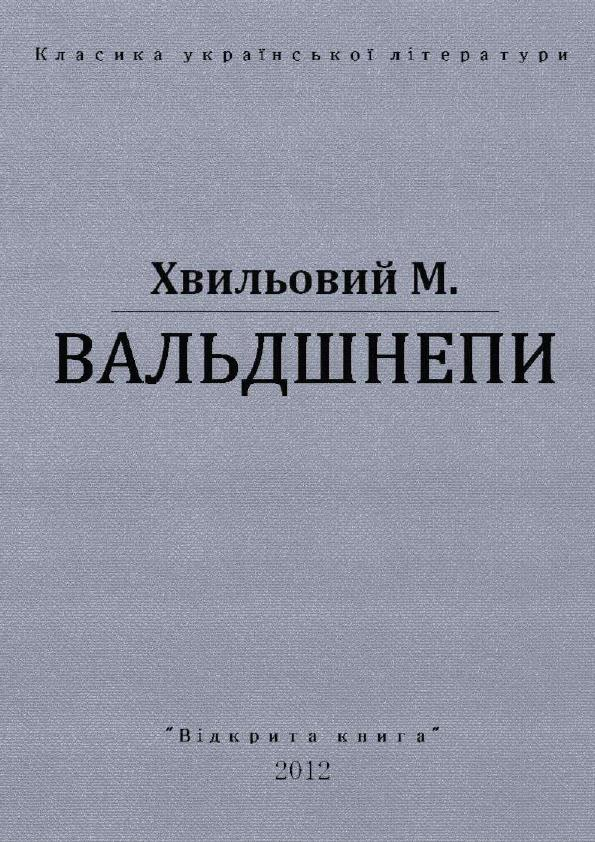 Класика української літератури
Хвильовий М.
ВАЛЬДШНЕПИ
"Відкрита книга"
2012